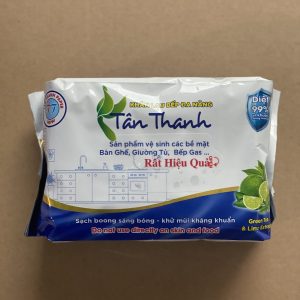 KHĂN LAU BẾP ĐA NĂNG
Tân Thanh
Diệt
99%
Sản phẩm vệ sinh các bề mặt
Bàn Ghế, Giường Tủ, Bếp Gas ...
Rất Hiệu Quả
Sạch boong sáng bóng - khử mùi kháng khuẩn
Do not use directly on skin and food
Green Tea
& Lime Extract